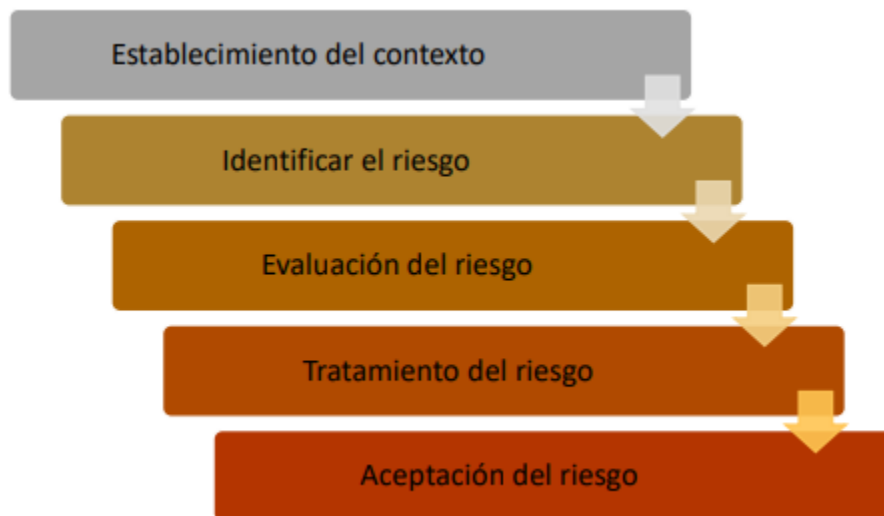 Establecimiento del contexto
Identificar el riesgo
Evaluación del riesgo
Tratamiento del riesgo
Aceptación del riesgo